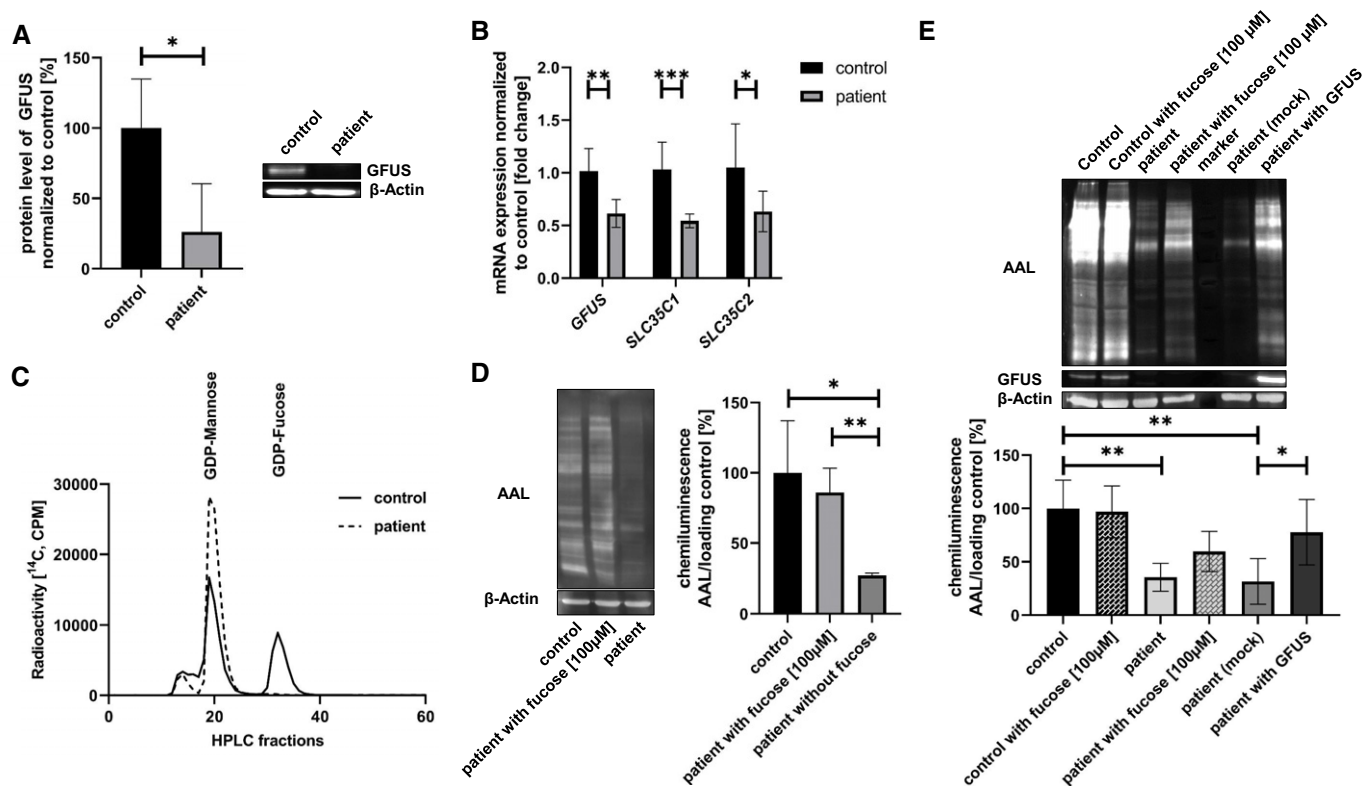 A
protein level of GFUS
normalized to control [%]
150
100
50
0
*
control
patient
control
patient
GFUS
β-Actin
B
mRNA expression normalized
to control [fold change]
2.0
1.5
1.0
0.5
0.0
**
***
*
GFUS
SLC35C1
SLC35C2
control
patient
C
Radioactivity [14C, CPM]
30000
20000
10000
0
GDP-Mannose
GDP-Fucose
control
patient
0
20
40
60
HPLC fractions
D
AAL
β-Actin
control
patient with fucose [100µM]
patient
chemiluminescence
AAL/loading control [%]
150
100
50
0
*
**
control
patient with fucose [100µM]
patient without fucose
E
Control
Control with fucose [100 µM]
patient
patient with fucose [100 µM]
marker
patient (mock)
patient with GFUS
AAL
GFUS
β-Actin
chemiluminescence
AAL/loading control [%]
150
100
50
0
**
**
*
control
control with fucose [100µM]
patient
patient with fucose [100µM]
patient (mock)
patient with GFUS